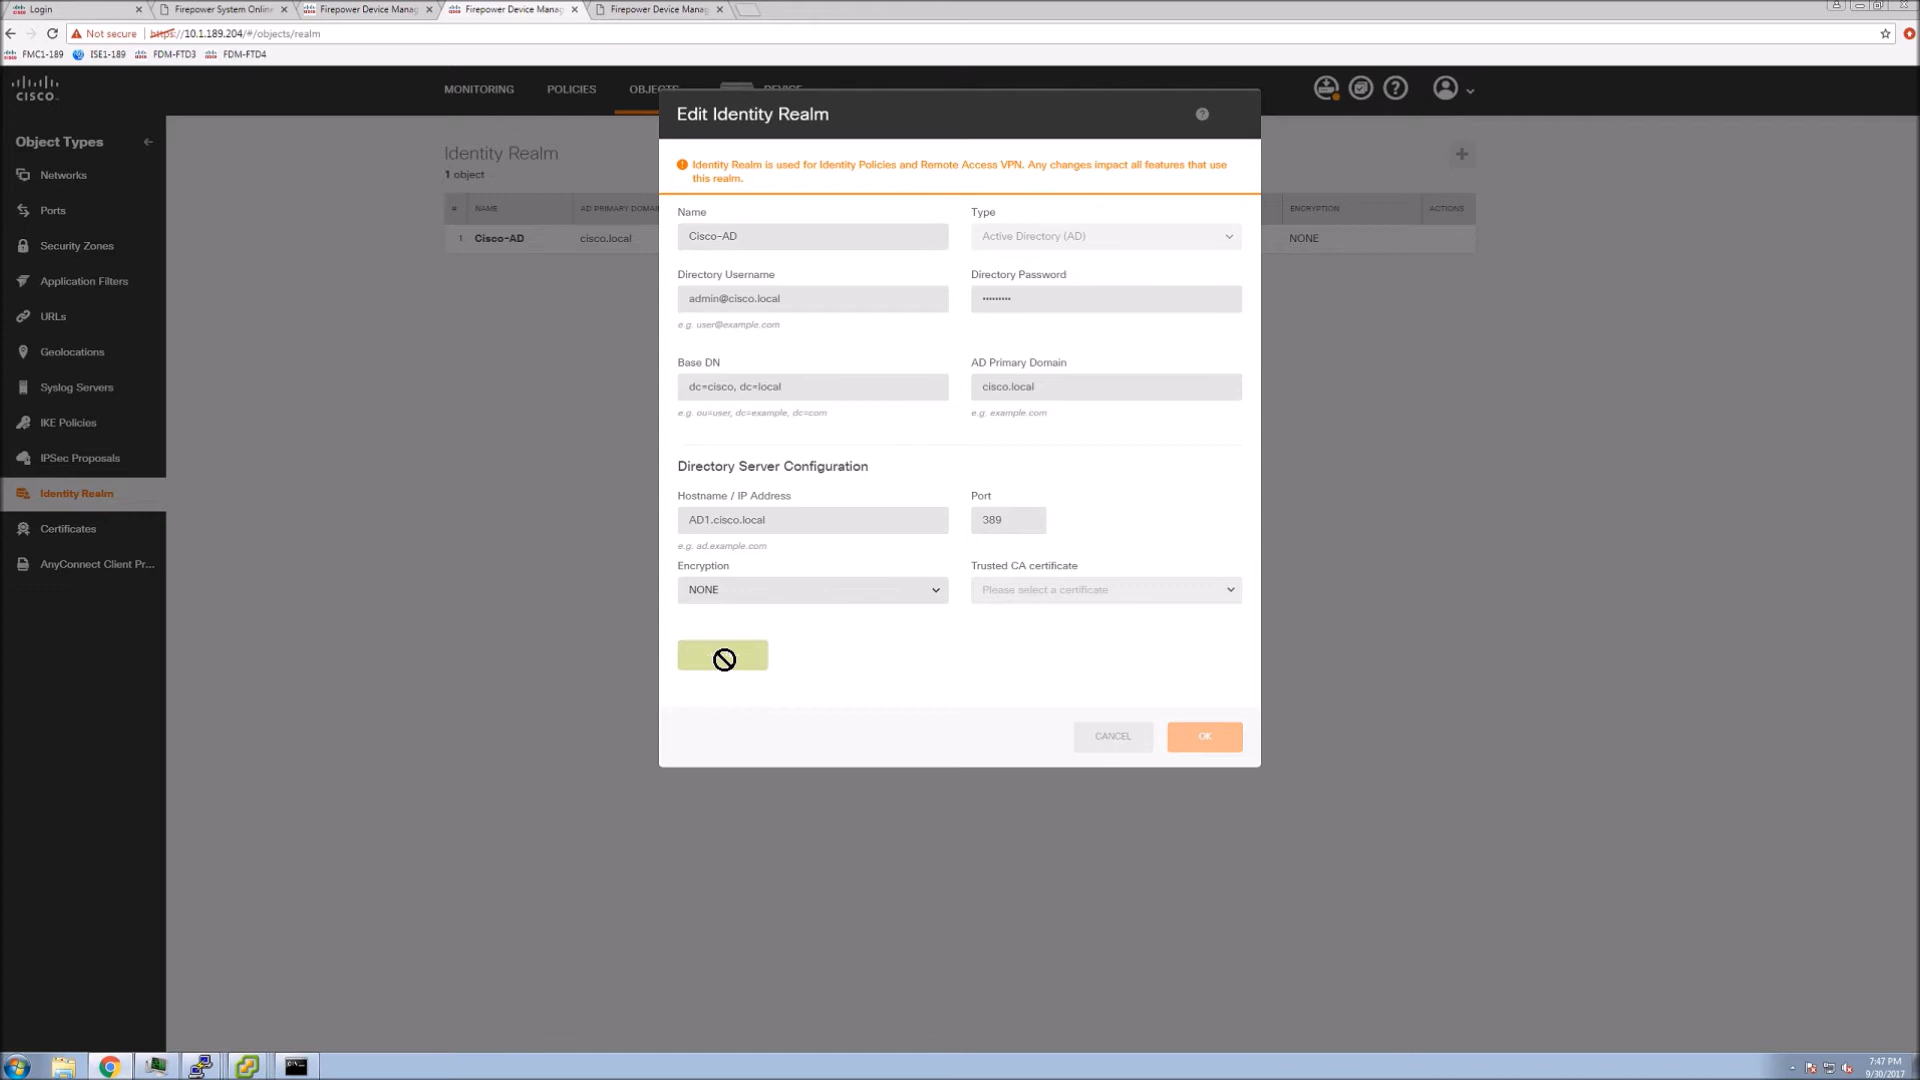 Login
Firepower System Online
Firepower Device Manag
Firepower Device Manag
Firepower Device Manag
Not secure
https://10.1.189.204/#/objects/realm
FMC1-189
ISE1-189
FDM-FTD3
FDM-FTD4
CISCO
MONITORING
POLICIES
OBJECTS
DEVICE
Object Types
Networks
Ports
Security Zones
Application Filters
URLs
Geolocations
Syslog Servers
IKE Policies
IPSec Proposals
Identity Realm
Certificates
AnyConnect Client Pr...
Identity Realm
1 object
# NAME AD PRIMARY DOMAI ENCRYPTION ACTIONS
1 Cisco-AD cisco.local NONE
Edit Identity Realm
Identity Realm is used for Identity Policies and Remote Access VPN. Any changes impact all features that use
this realm.
Name Type
Cisco-AD Active Directory (AD)
Directory Username Directory Password
admin@cisco.local •••••••••
e.g. user@example.com
Base DN AD Primary Domain
dc=cisco, dc=local cisco.local
e.g. ou=user, dc=example, dc=com e.g. example.com
Directory Server Configuration
Hostname / IP Address Port
AD1.cisco.local 389
e.g. ad.example.com
Encryption Trusted CA certificate
NONE Please select a certificate
CANCEL OK
7:47 PM
9/30/2017